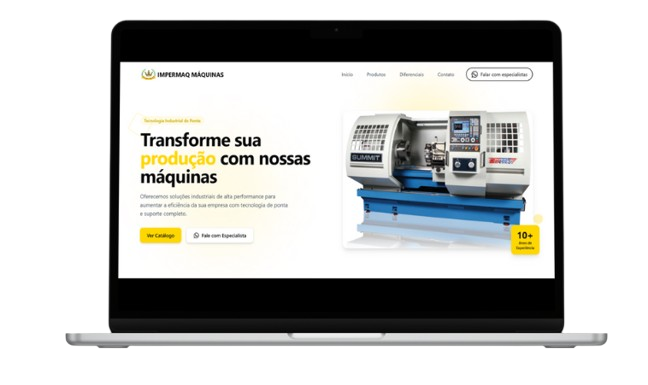 IMPERMAQ MÁQUINAS
Início Produtos Diferenciais Contato Falar com especialistas
Tecnologia Industrial de Ponta
Transforme sua
produção com nossas
máquinas
Oferecemos soluções industriais de alta performance para
aumentar a eficiência da sua empresa com tecnologia de ponta
e suporte completo.
Ver Catálogo Fale com Especialista
SUMMIT
10+
Anos de
Experiência